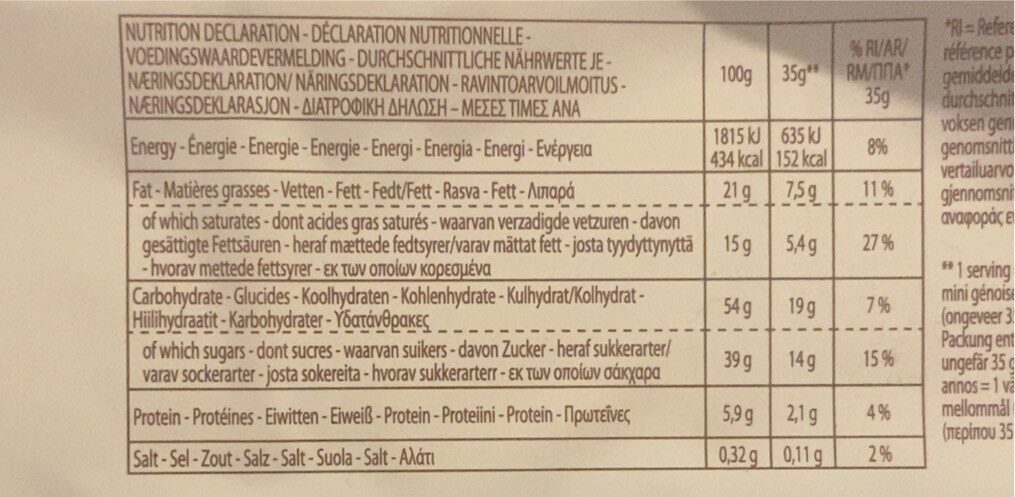 NUTRITION DECLARATION - DÉCLARATION NUTRITIONNELLE -
VOEDINGSWAARDEVERMELDING - DURCHSCHNITTLICHE NÄHRWERTE JE -
NÆRINGSDEKLARATION/ NÄRINGSDEKLARATION - RAVINTOARVOILMOITUS -
NÆRINGSDEKLARASJON - ΔΙΑΤΡΟΦΙΚΗ ΔΗΛΩΣΗ – ΜΕΣΕΣ ΤΙΜΕΣ ΑΝΑ
100g 35g**
% RI/AR/
RM/ΠΠΑ*
35g
Energy - Énergie - Energie - Energie - Energi - Energia - Energi - Ενέργεια
1815 kJ 635 kJ 8%
434 kcal 152 kcal
Fat - Matières grasses - Vetten - Fett - Fedt/Fett - Rasva - Fett - Λιπαρά 21 g 7,5 g 11 %
of which saturates - dont acides gras saturés - waarvan verzadigde vetzuren - davon
gesättigte Fettsäuren - heraf mættede fedtsyrer/varav mättat fett - josta tyydyttynyttä 15 g 5,4 g 27 %
- hvorav mettede fettsyrer - εκ των οποίων κορεσμένα
Carbohydrate - Glucides - Koolhydraten - Kohlenhydrate - Kulhydrat/Kolhydrat -
Hiilihydraatit - Karbohydrater - Υδατάνθρακες 54 g 19 g 7 %
of which sugars - dont sucres - waarvan suikers - davon Zucker - heraf sukkerarter/
varav sockerarter - josta sokereita - hvorav sukkerarterr - εκ των οποίων σάκχαρα 39 g 14 g 15 %
Protein - Protéines - Eiwitten - Eiweiß - Protein - Proteiini - Protein - Πρωτεΐνες 5,9 g 2,1 g 4 %
Salt - Sel - Zout - Salz - Salt - Suola - Salt - Αλάτι 0,32 g 0,11 g 2 %
*RI = Refere
référence p
gemiddelde
durchschnit
voksen gen
genomsnitt
vertailuarvo
gjennomsni
αναφοράς ε
** 1 serving
mini génoise
(ongeveer 3
Packung ent
ungefär 35 g
annos = 1 vä
mellommål
(περίπου 35